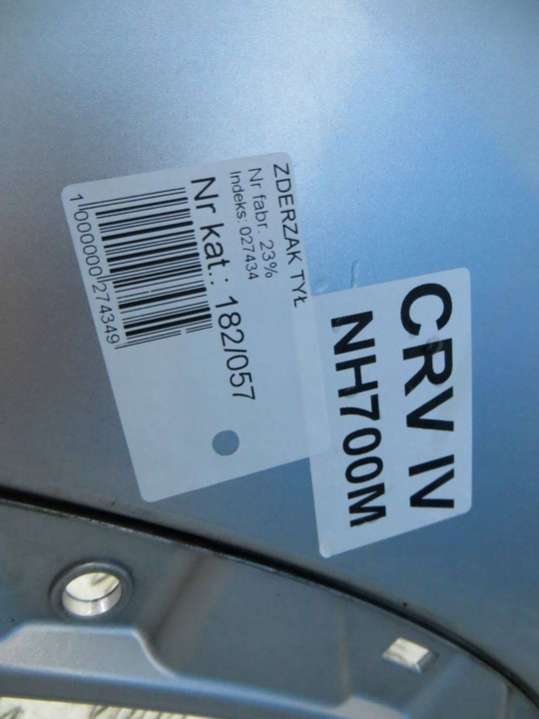 ZDERZAK TYŁ
Nr fabr. 23%
Indeks: 027434
Nr kat.: 182/057
1000000274349
CRV IV
NH700M